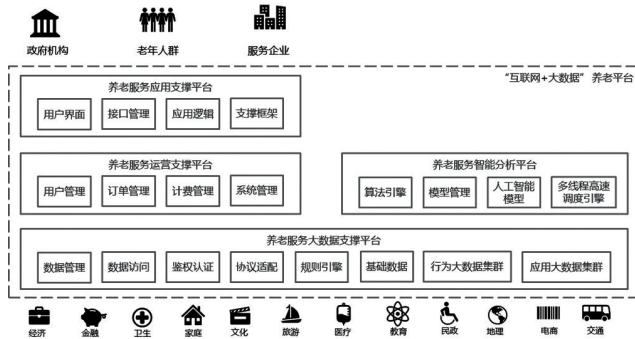 政府机构 老年人群 服务企业
“互联网+大数据”养老平台
养老服务应用支撑平台
用户界面 接口管理 应用逻辑 支撑框架
养老服务运营支撑平台
用户管理 订单管理 计费管理 系统管理
养老服务智能分析平台
算法引擎 模型管理 人工智能 多线程高速
模型 调度引擎
养老服务大数据支撑平台
数据管理 数据访问 鉴权认证 协议适配 规则引擎 基础数据 行为大数据集群 应用大数据集群
经济 金融 卫生 家庭 文化 旅游 医疗 教育 民政 地理 电商 交通